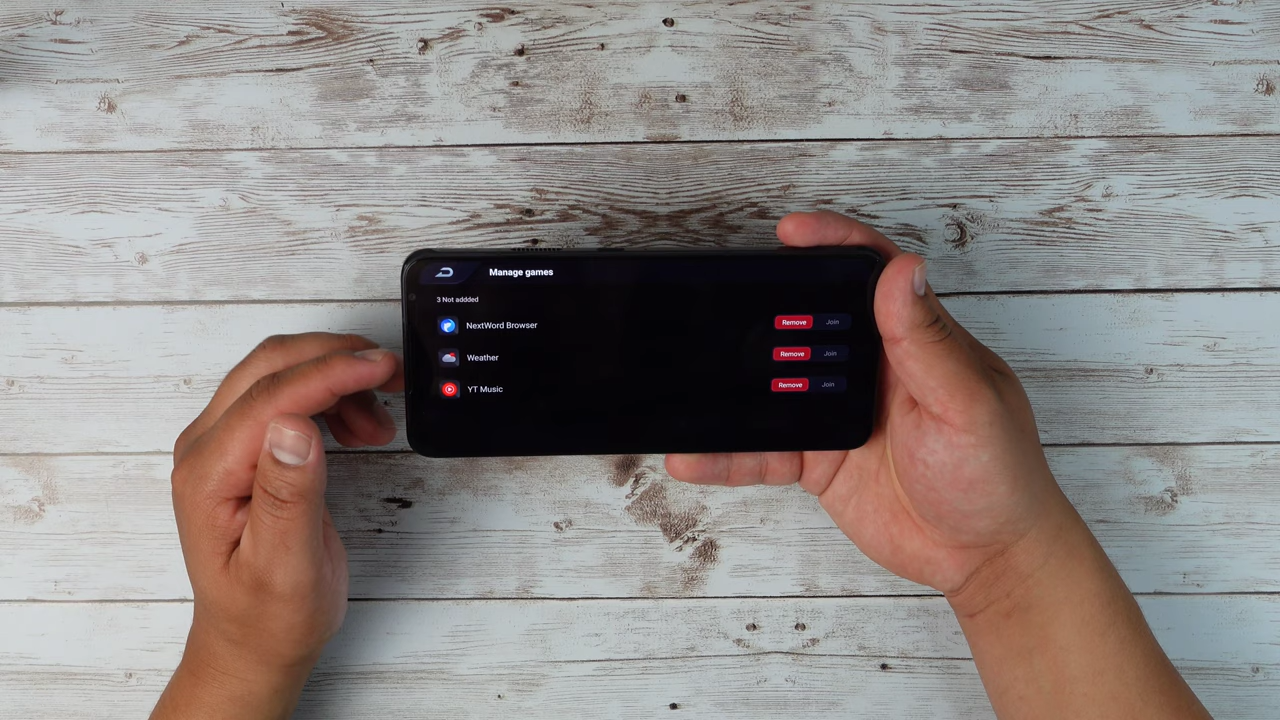 Manage games
3 Not addded
NextWord Browser Remove Join
Weather Remove Join
YT Music Remove Join